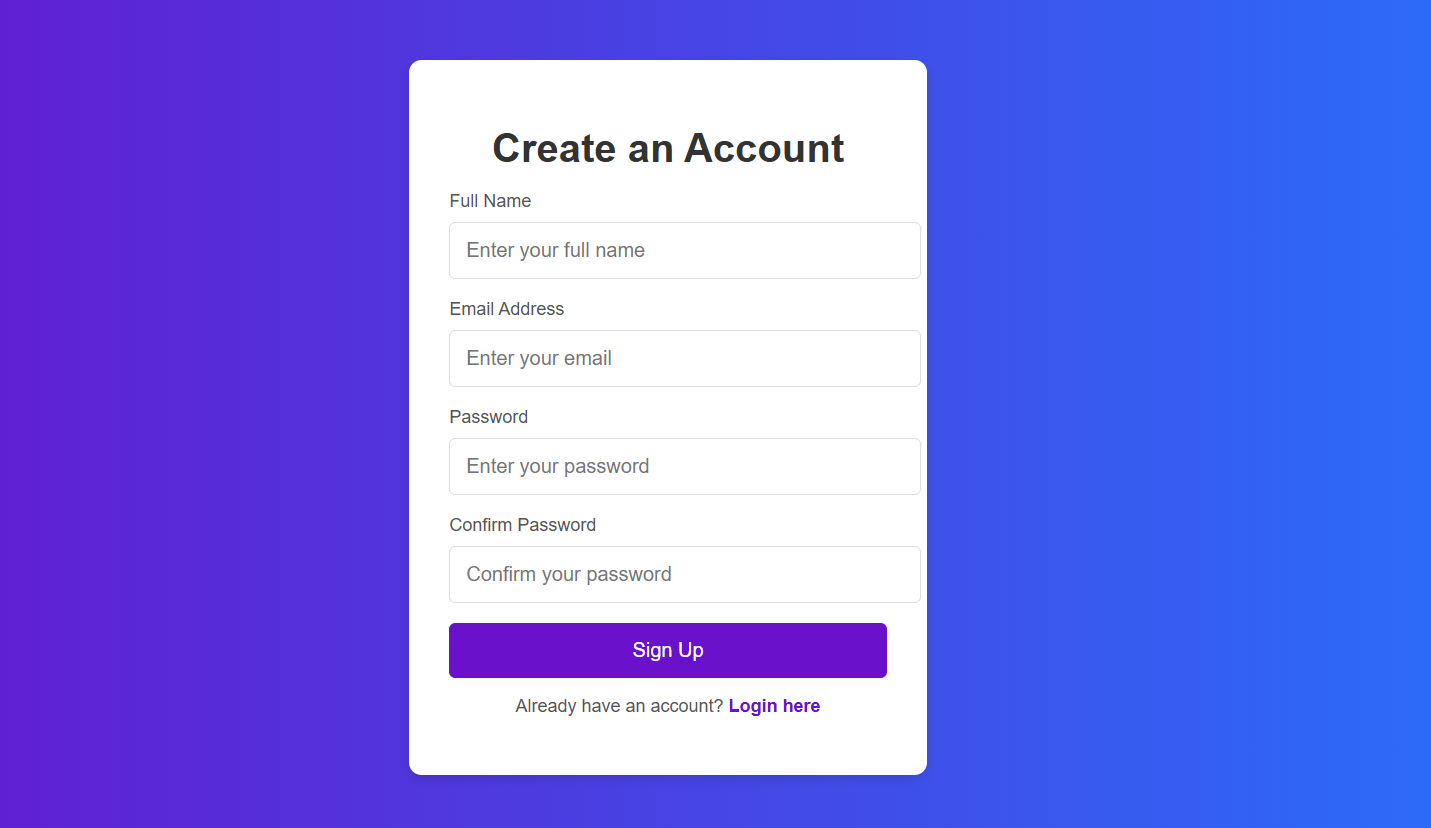 Create an Account
Full Name
Enter your full name
Email Address
Enter your email
Password
Enter your password
Confirm Password
Confirm your password
Sign Up
Already have an account? Login here